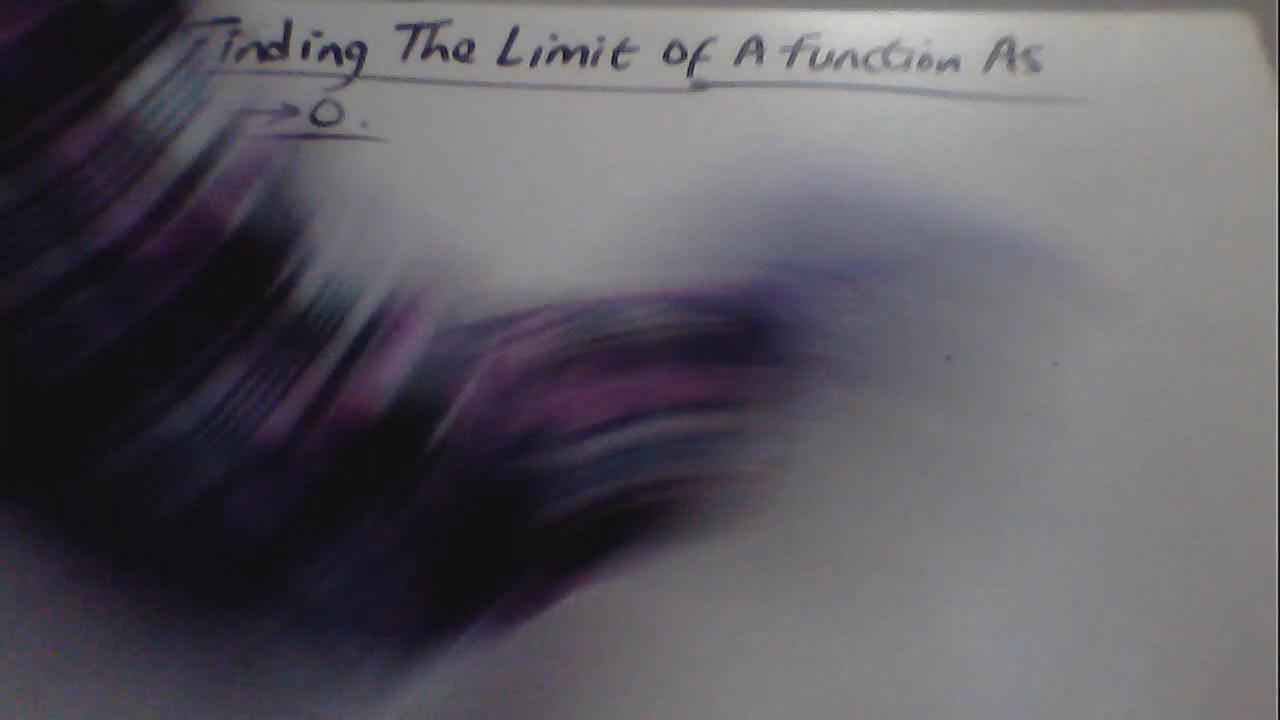 Finding The Limit Of A function As
→ 0.